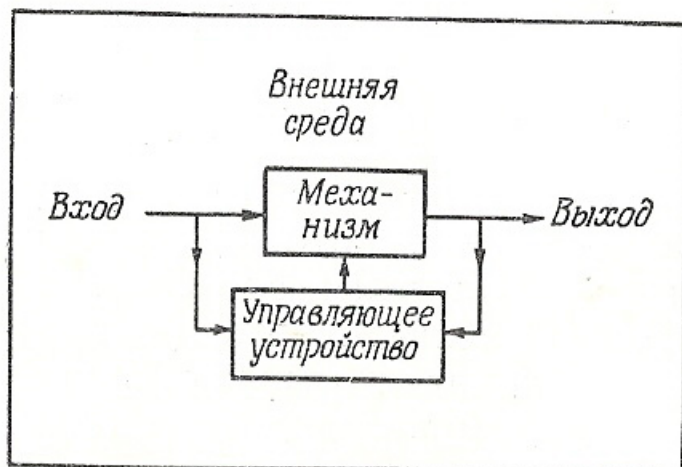 Внешняя
среда
Вход
Меха-
низм
Выход
Управляющее
устройство